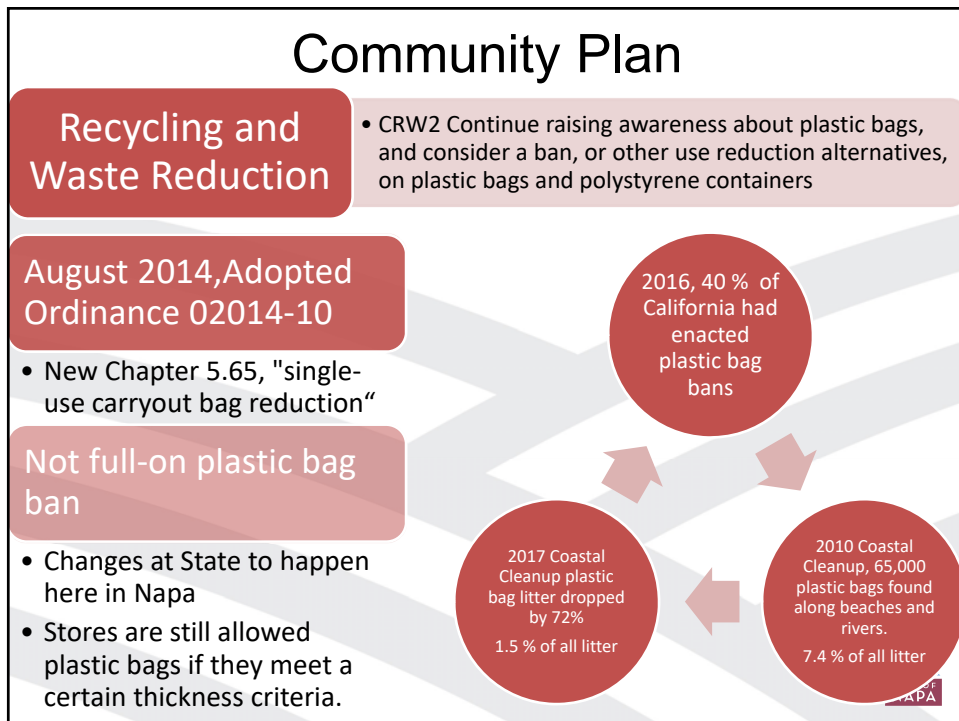 Community Plan
Recycling and
Waste Reduction
• CRW2 Continue raising awareness about plastic bags,
and consider a ban, or other use reduction alternatives,
on plastic bags and polystyrene containers
August 2014,Adopted
Ordinance 02014-10
• New Chapter 5.65, "single-
use carryout bag reduction“
Not full-on plastic bag
ban
• Changes at State to happen
here in Napa
• Stores are still allowed
plastic bags if they meet a
certain thickness criteria.
2016, 40 % of
California had
enacted
plastic bag
bans
2010 Coastal
Cleanup, 65,000
plastic bags found
along beaches and
rivers.
7.4 % of all litter
2017 Coastal
Cleanup plastic
bag litter dropped
by 72%
1.5 % of all litter